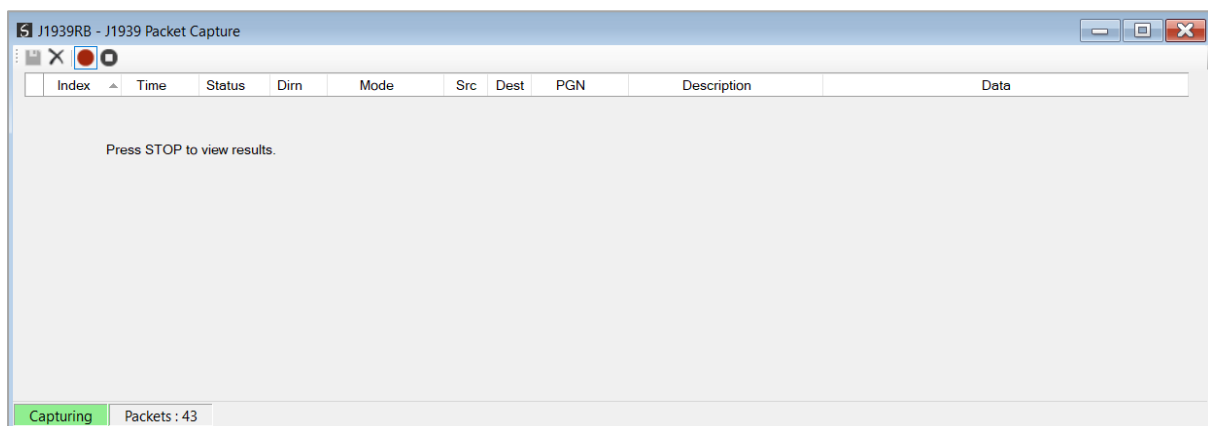 J1939RB - J1939 Packet Capture
Index Time Status Dirn Mode Src Dest PGN Description Data
Press STOP to view results.
Capturing Packets : 43